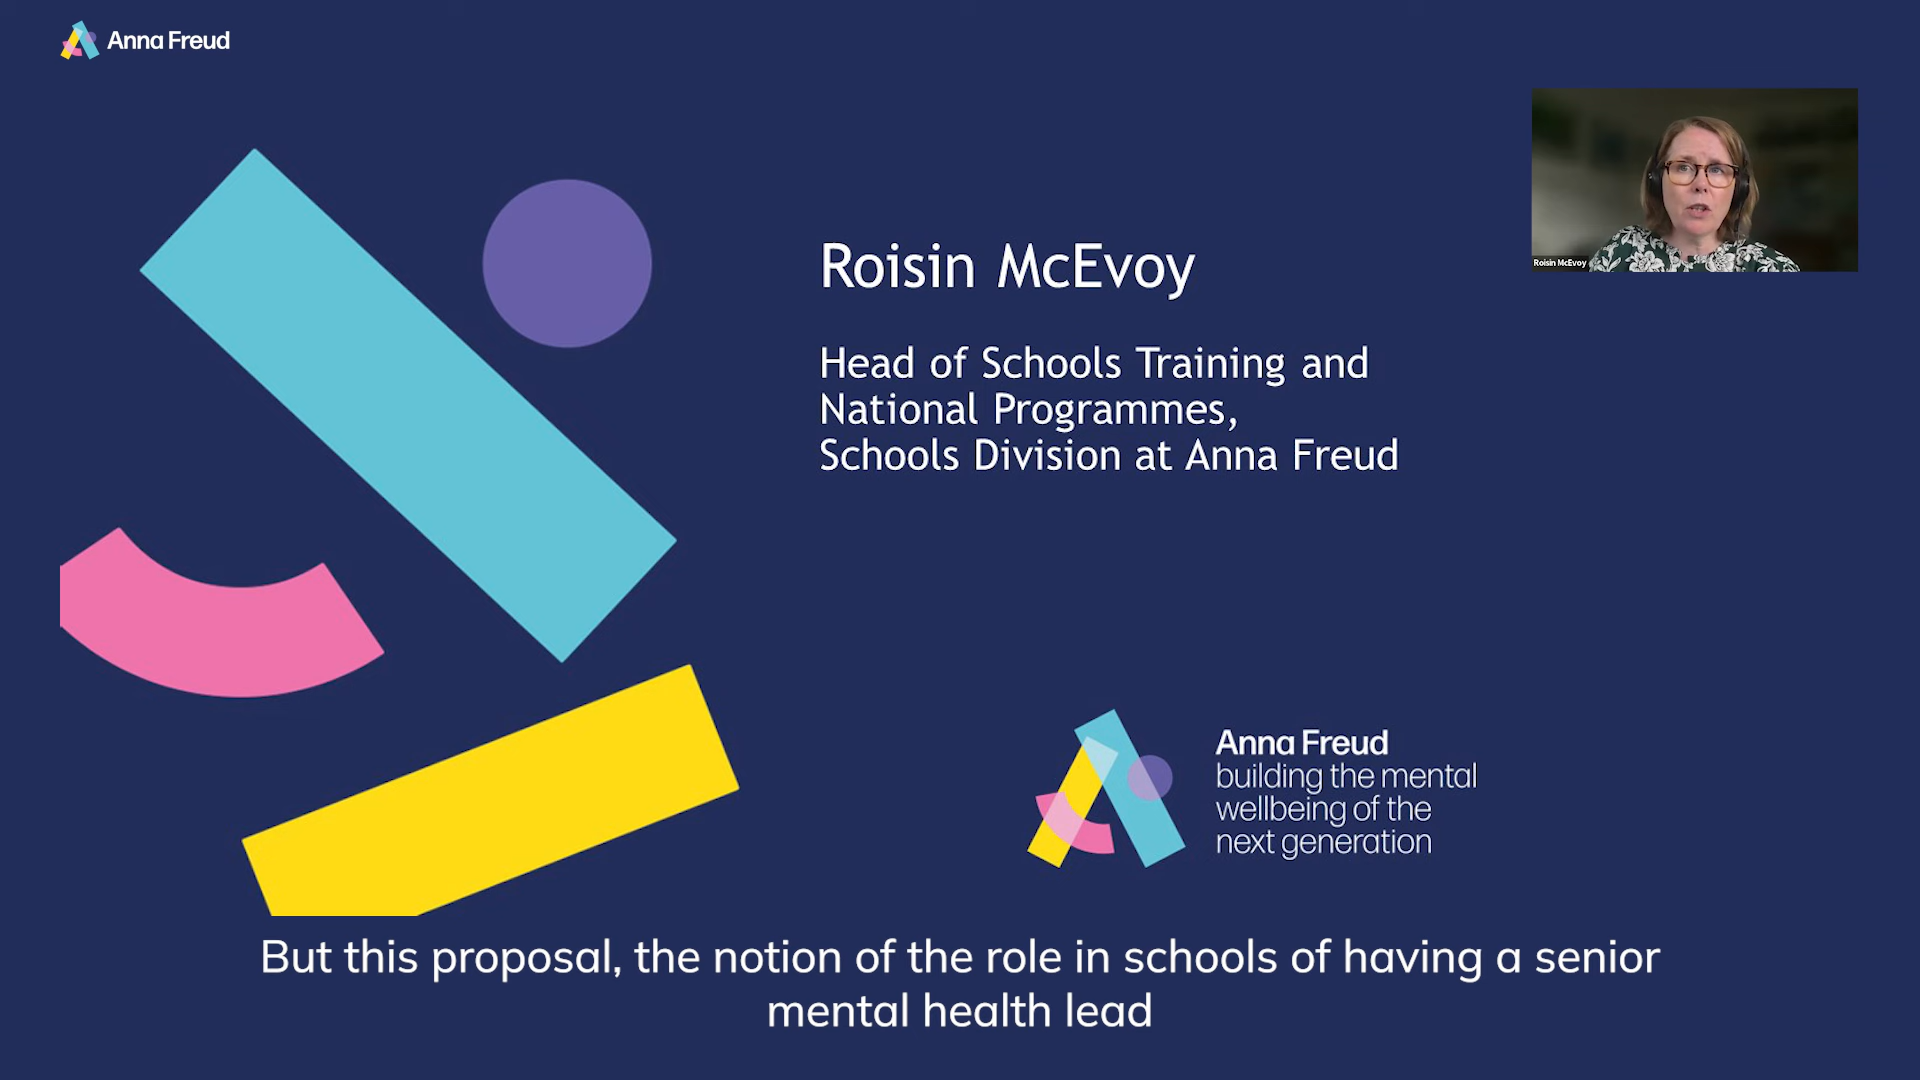 Anna Freud
Roisin McEvoy
Roisin McEvoy
Head of Schools Training and
National Programmes,
Schools Division at Anna Freud
Anna Freud
building the mental
wellbeing of the
next generation
But this proposal, the notion of the role in schools of having a senior
mental health lead